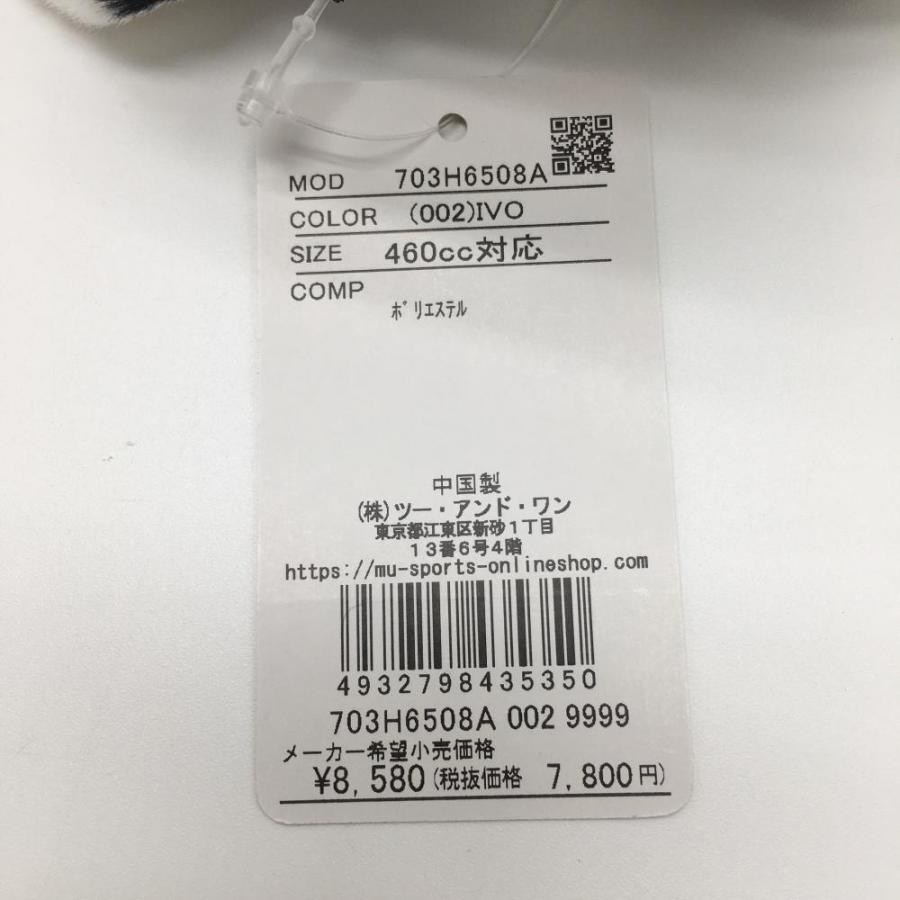 MOD 703H6508A
COLOR (002)IVO
SIZE 460cc対応
COMP
ﾎﾟﾘｴｽﾃﾙ
中国製
(株)ツー・アンド・ワン
東京都江東区新砂1丁目
13番6号4階
https://mu-sports-onlineshop.com
4932798435350
703H6508A 002 9999
メーカー希望小売価格
¥8,580(税抜価格 7,800円)